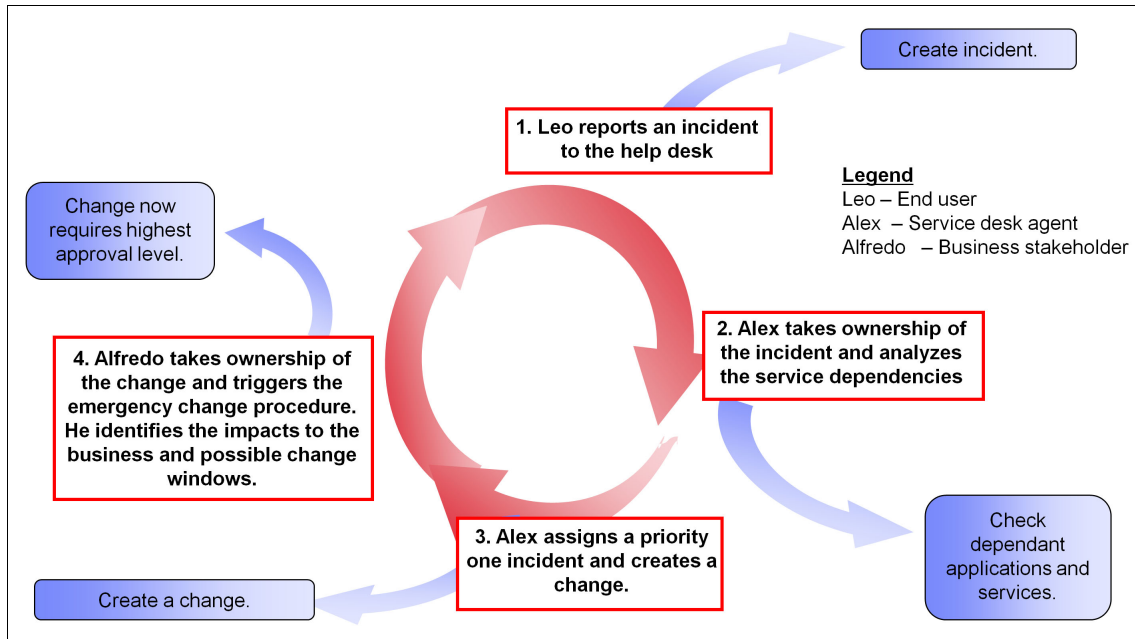 Create incident.
1. Leo reports an incident
to the help desk
Legend
Leo – End user
Alex – Service desk agent
Alfredo – Business stakeholder
Change now
requires highest
approval level.
2. Alex takes ownership of
the incident and analyzes
the service dependencies
4. Alfredo takes ownership of
the change and triggers the
emergency change procedure.
He identifies the impacts to the
business and possible change
windows.
3. Alex assigns a priority
one incident and creates a
change.
Check
dependant
applications and
services.
Create a change.